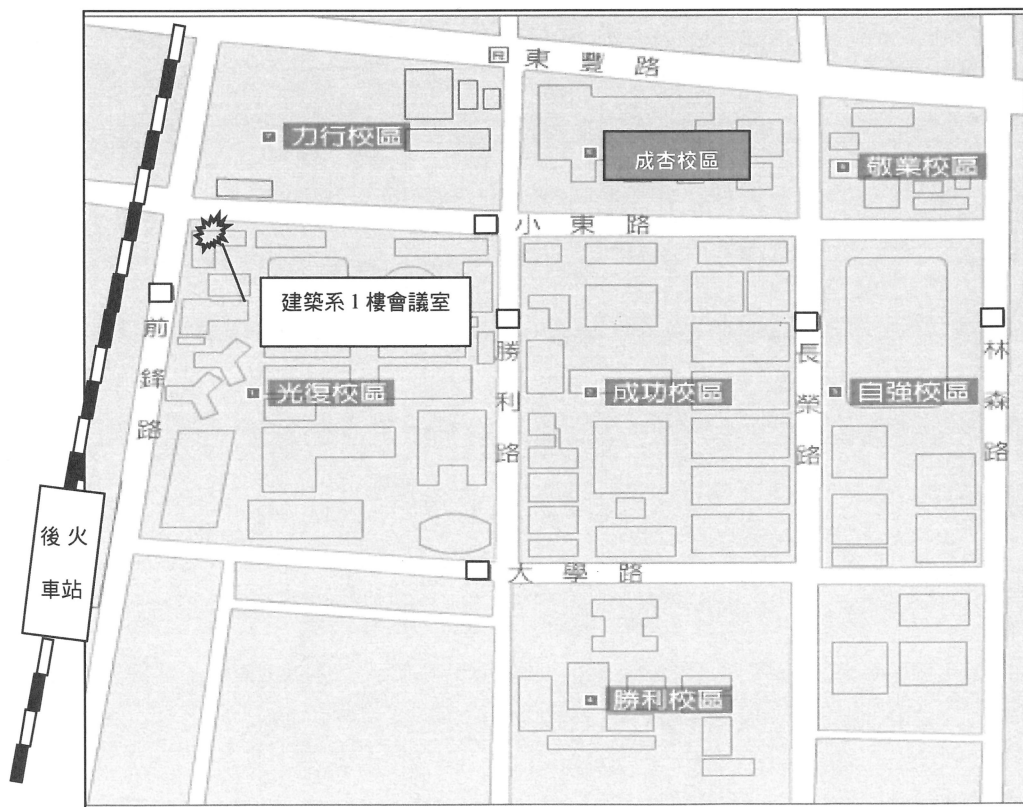 東豐路
力行校區
成杏校區
敬業校區
小東路
建築系1樓會議室
前鋒路
勝利路
長榮路
林森路
光復校區
成功校區
自強校區
後火
車站
大學路
勝利校區